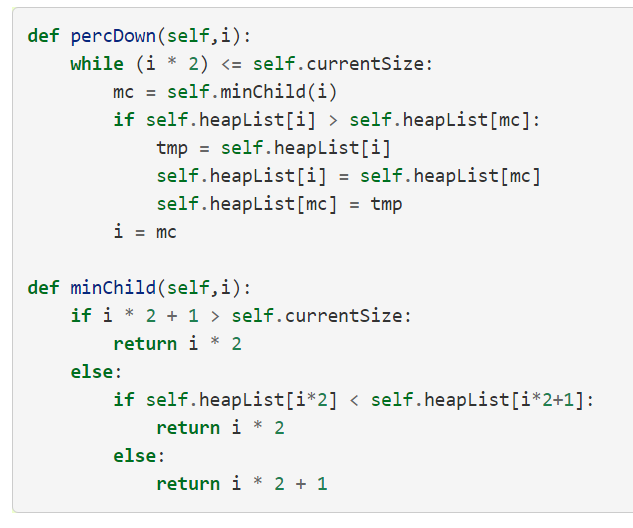 def percDown(self,i):
    while (i * 2) <= self.currentSize:
        mc = self.minChild(i)
        if self.heapList[i] > self.heapList[mc]:
            tmp = self.heapList[i]
            self.heapList[i] = self.heapList[mc]
            self.heapList[mc] = tmp
        i = mc

def minChild(self,i):
    if i * 2 + 1 > self.currentSize:
        return i * 2
    else:
        if self.heapList[i*2] < self.heapList[i*2+1]:
            return i * 2
        else:
            return i * 2 + 1